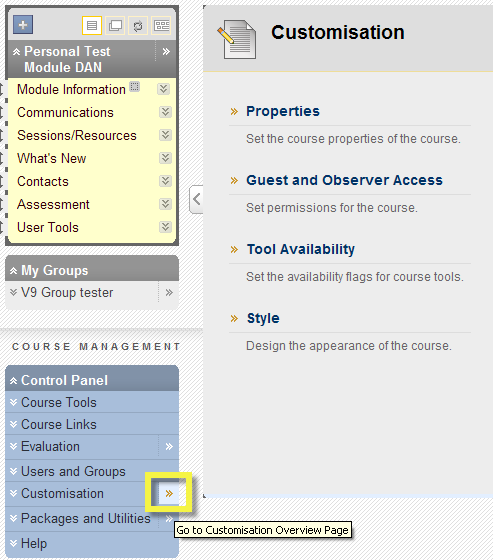 Personal Test
Module DAN
Module Information
Communications
Sessions/Resources
What's New
Contacts
Assessment
User Tools
My Groups
V9 Group tester
COURSE MANAGEMENT
Control Panel
Course Tools
Course Links
Evaluation
Users and Groups
Customisation
Packages and Utilities
Help
Go to Customisation Overview Page
Customisation
Properties
Set the course properties of the course.
Guest and Observer Access
Set permissions for the course.
Tool Availability
Set the availability flags for course tools.
Style
Design the appearance of the course.